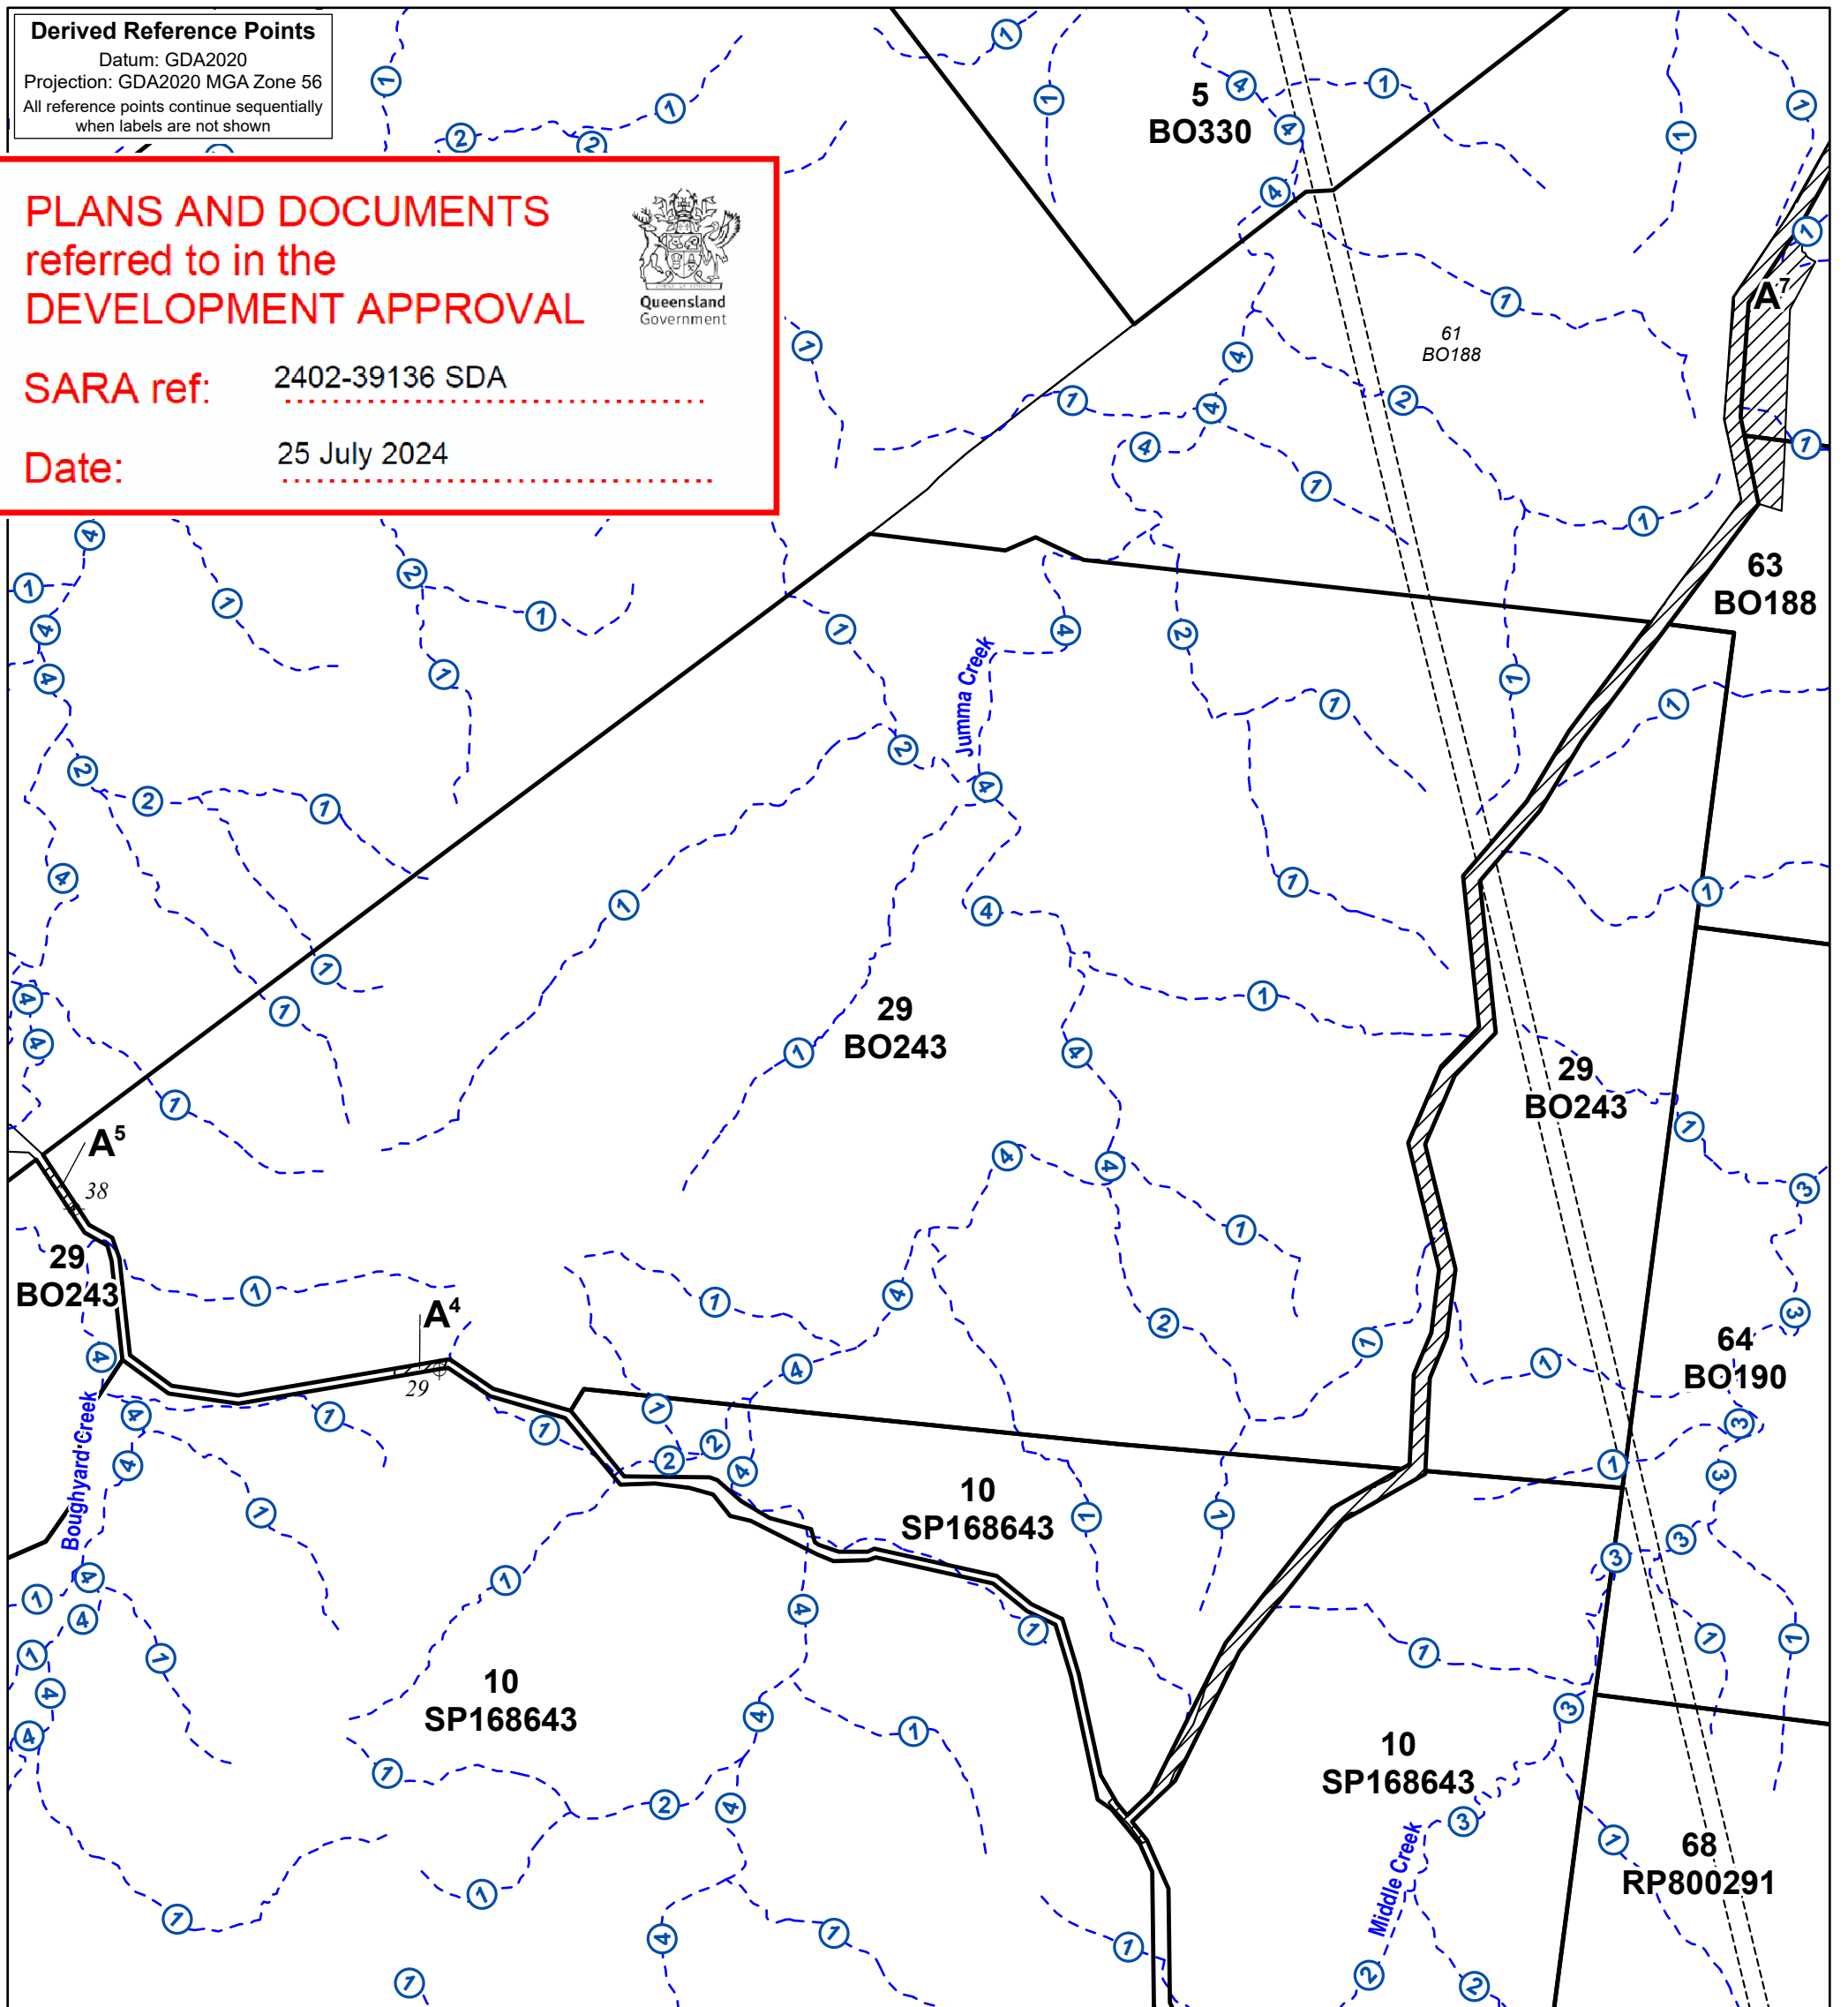 Derived Reference Points
Datum: GDA2020
Projection: GDA2020 MGA Zone 56
All reference points continue sequentially
when labels are not shown
PLANS AND DOCUMENTS
referred to in the
DEVELOPMENT APPROVAL
Queensland
Government
SARA ref: 2402-39136 SDA
Date: 25 July 2024
5
BO330
61
BO188
A7
63
BO188
Jumma Creek
29
BO243
29
BO243
A5
38
29
BO243
A4
29
64
BO190
Boughyard Creek
10
SP168643
10
SP168643
10
SP168643
Middle Creek
68
RP800291